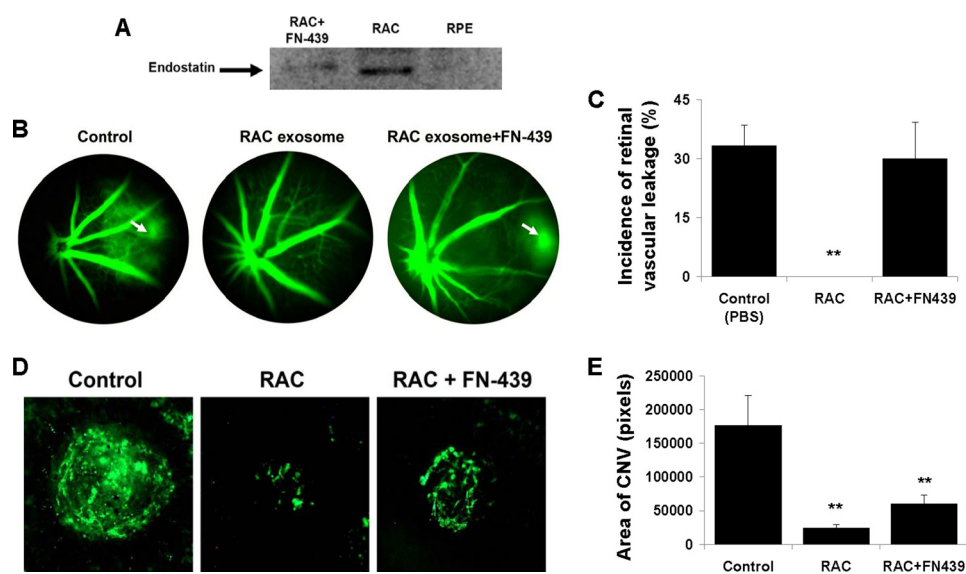 A
RAC+
FN-439
RAC
RPE
Endostatin
B
Control
RAC exosome
RAC exosome+FN-439
C
Incidence of retinal
vascular leakage (%)
45
30
15
0
**
Control
(PBS)
RAC
RAC+FN439
D
Control
RAC
RAC + FN-439
E
Area of CNV (pixels)
250000
200000
150000
100000
50000
0
**
**
Control
RAC
RAC+FN439